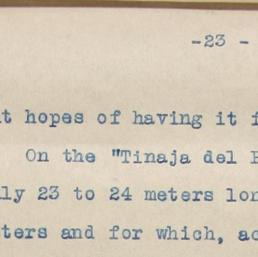 -23 -
t hopes of having it f
On the "Tinaja del
ly 23 to 24 meters lon
ters and for which, ac